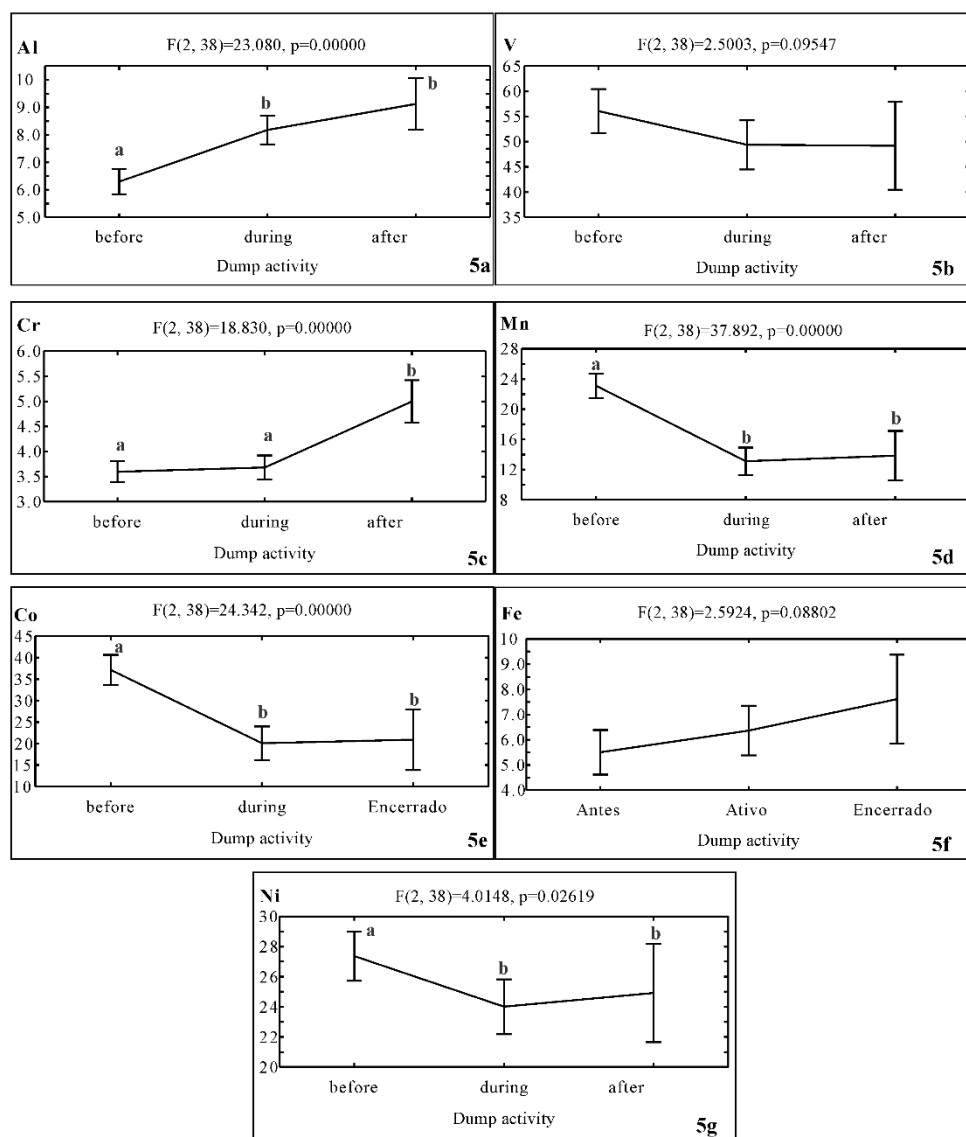 Al
F(2, 38)=23.080, p=0.00000
10
9.0
8.0
7.0
6.0
5.0
a
b
b
before during after
Dump activity
5a
V
F(2, 38)=2.5003, p=0.09547
65
60
55
50
45
40
35
before during after
Dump activity
5b
Cr
F(2, 38)=18.830, p=0.00000
6.0
5.5
5.0
4.5
4.0
3.5
3.0
a
a
b
before during after
Dump activity
5c
Mn
F(2, 38)=37.892, p=0.00000
28
24
20
16
12
8
a
b
b
before during after
Dump activity
5d
Co
F(2, 38)=24.342, p=0.00000
45
40
35
30
25
20
15
10
a
b
b
before during Encerrado
Dump activity
5e
Fe
F(2, 38)=2.5924, p=0.08802
10
9.0
8.0
7.0
6.0
5.0
4.0
Antes Ativo Encerrado
Dump activity
5f
Ni
F(2, 38)=4.0148, p=0.02619
30
28
26
24
22
20
a
b
b
before during after
Dump activity
5g